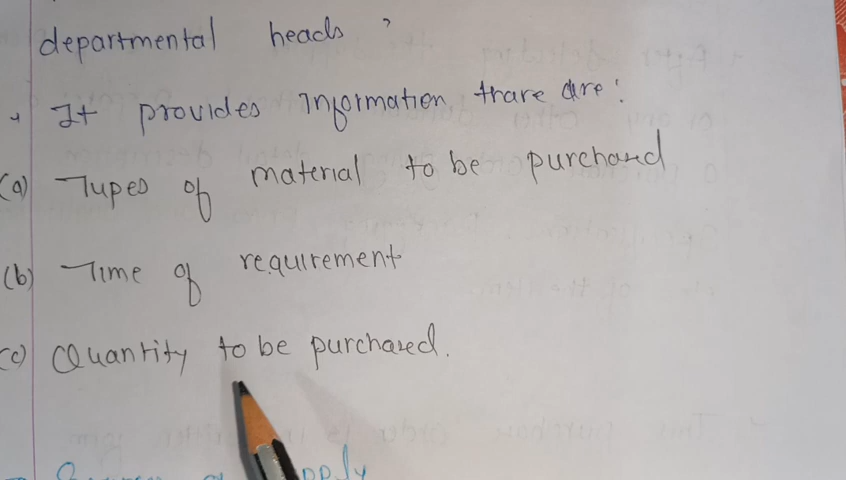 departmental heads
It provides information thare are:
(a) Types of material to be purchased
(b) Time of requirement
(c) Quantity to be purchased.